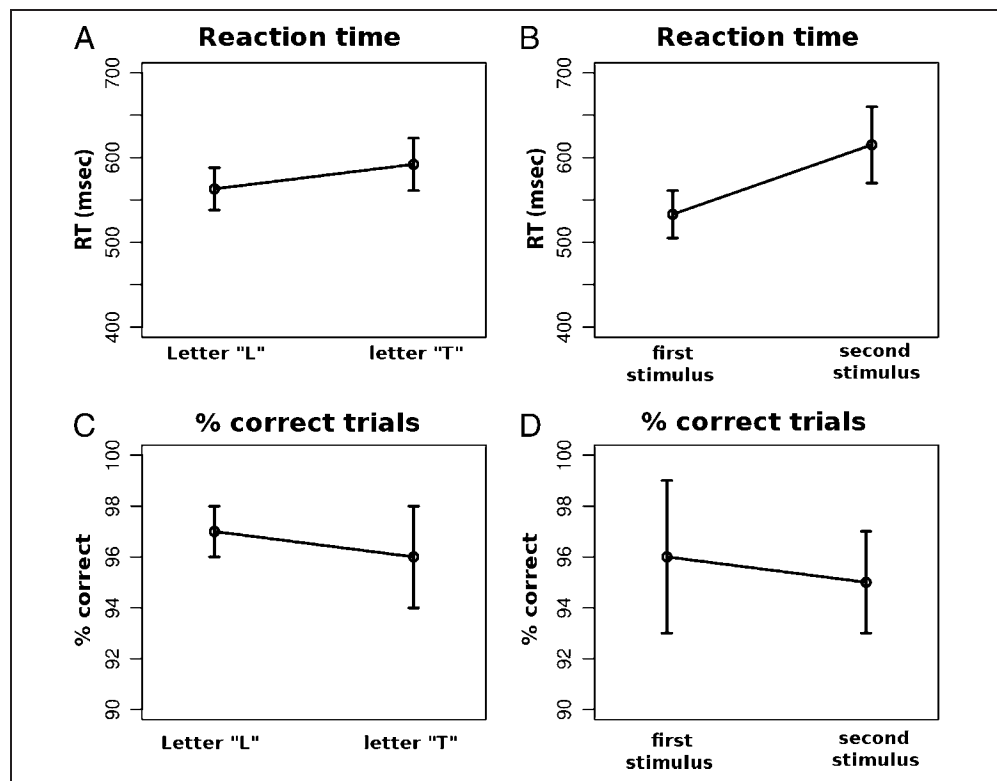 A Reaction time
RT (msec)
700
600
500
400
Letter "L" letter "T"
B Reaction time
RT (msec)
700
600
500
400
first
stimulus
second
stimulus
C % correct trials
% correct
100
98
96
94
92
90
Letter "L" letter "T"
D % correct trials
% correct
100
98
96
94
92
90
first
stimulus
second
stimulus